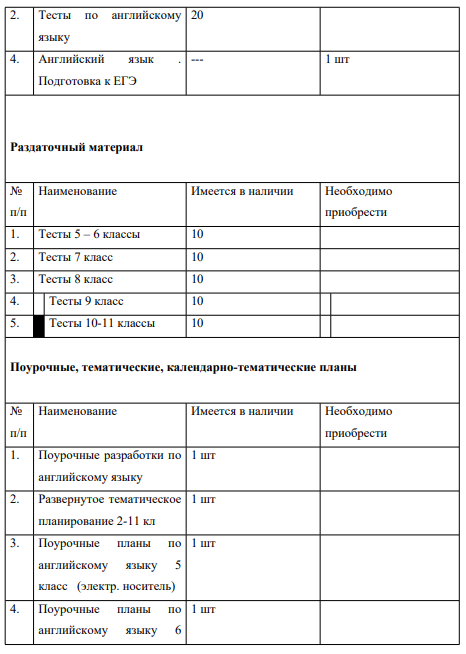 2. Тесты по английскому 20
языку
4. Английский язык . --- 1 шт
Подготовка к ЕГЭ
Раздаточный материал
№ Наименование Имеется в наличии Необходимо
п/п приобрести
1. Тесты 5 – 6 классы 10
2. Тесты 7 класс 10
3. Тесты 8 класс 10
4. Тесты 9 класс 10
5. Тесты 10-11 классы 10
Поурочные, тематические, календарно-тематические планы
№ Наименование Имеется в наличии Необходимо
п/п приобрести
1. Поурочные разработки по 1 шт
английскому языку
2. Развернутое тематическое 1 шт
планирование 2-11 кл
3. Поурочные планы по 1 шт
английскому языку 5
класс (электр. носитель)
4. Поурочные планы по 1 шт
английскому языку 6